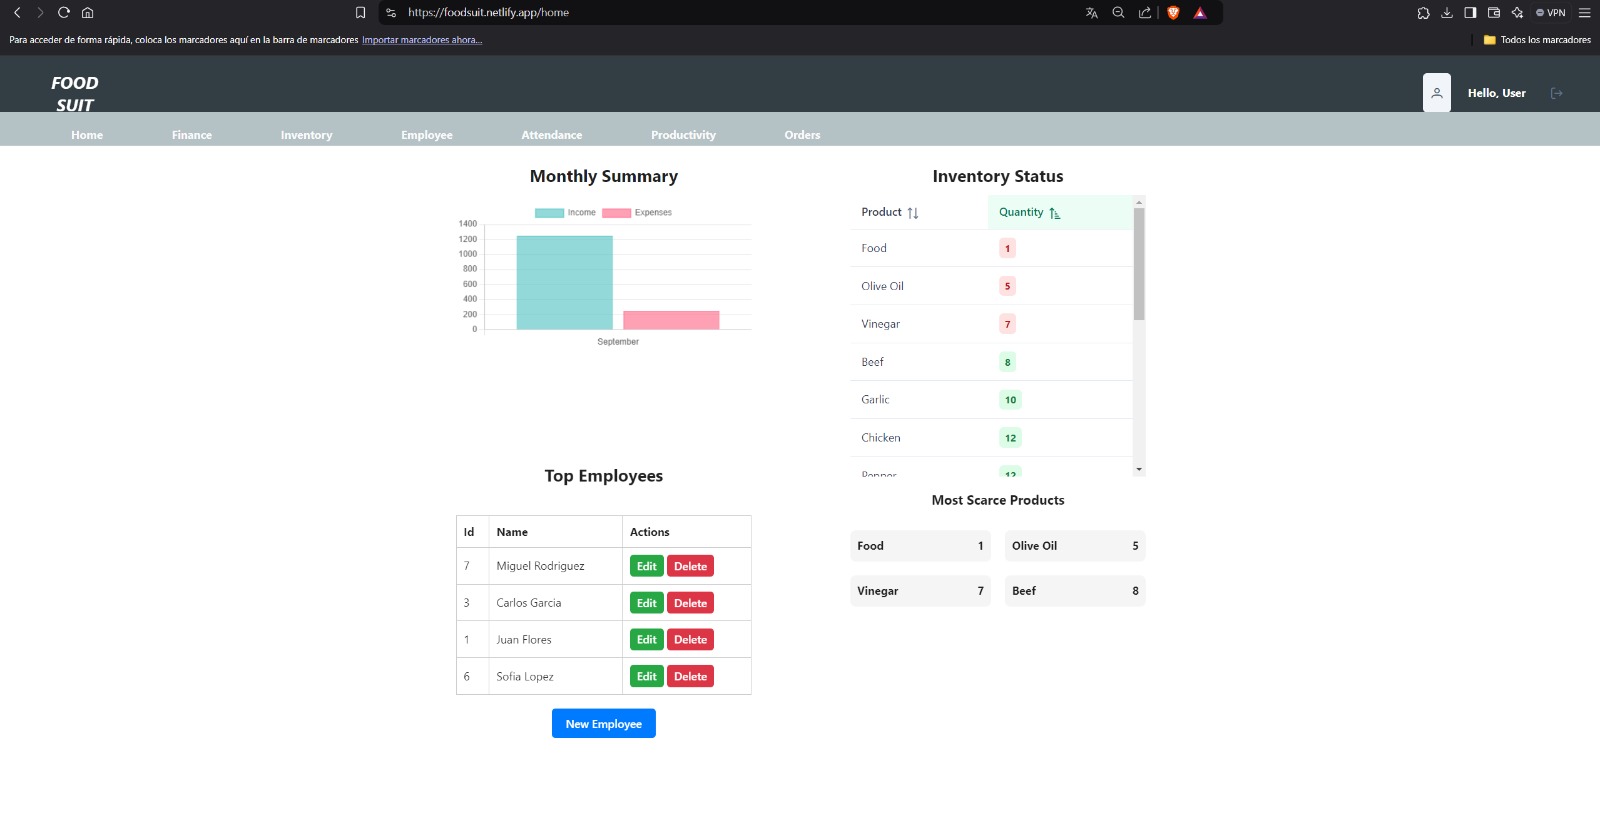 https://foodsuit.netlify.app/home
VPN
Para acceder de forma rápida, coloca los marcadores aquí en la barra de marcadores Importar marcadores ahora...
Todos los marcadores
FOOD
SUIT
Hello, User
Home Finance Inventory Employee Attendance Productivity Orders
Monthly Summary
Income Expenses
1400
1200
1000
800
600
400
200
0
September
Inventory Status
Product Quantity
Food 1
Olive Oil 5
Vinegar 7
Beef 8
Garlic 10
Chicken 12
Pepper 12
Top Employees
Id Name Actions
7 Miguel Rodriguez Edit Delete
3 Carlos Garcia Edit Delete
1 Juan Flores Edit Delete
6 Sofia Lopez Edit Delete
New Employee
Most Scarce Products
Food 1 Olive Oil 5
Vinegar 7 Beef 8